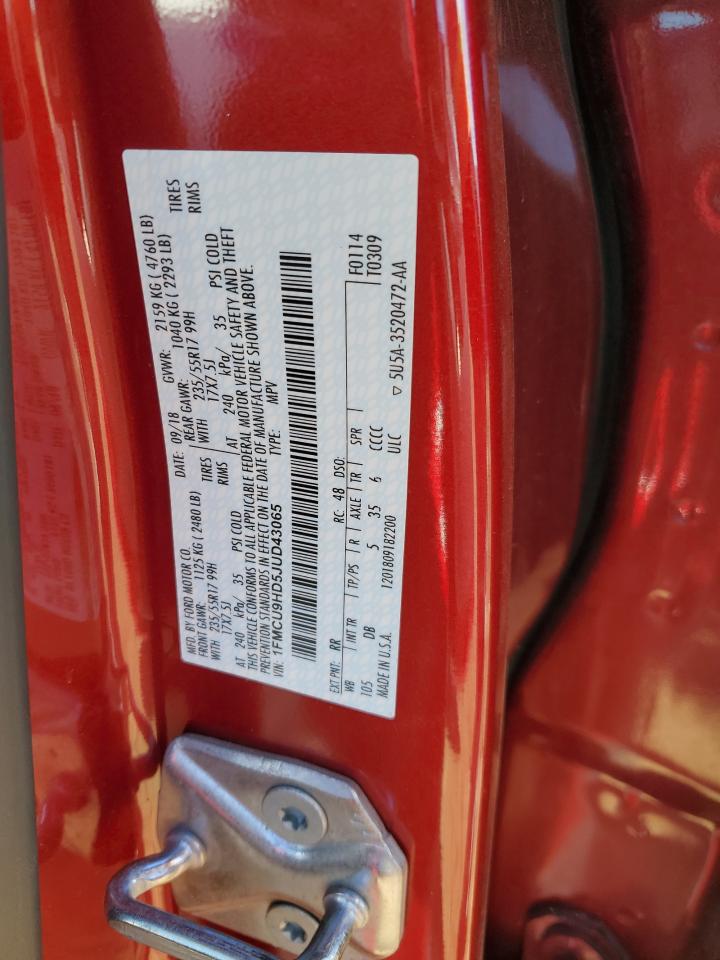 MFD. BY FORD MOTOR CO.
DATE: 09/18 GVWR: 2159 KG ( 4760 LB)
FRONT GAWR: 1125 KG ( 2480 LB) REAR GAWR: 1040 KG ( 2293 LB)
WITH 235/55R17 99H TIRES WITH 235/55R17 99H TIRES
17X7.5J RIMS 17X7.5J RIMS
AT 240 kPa/ 35 PSI COLD AT 240 kPa/ 35 PSI COLD
THIS VEHICLE CONFORMS TO ALL APPLICABLE FEDERAL MOTOR VEHICLE SAFETY AND THEFT
PREVENTION STANDARDS IN EFFECT ON THE DATE OF MANUFACTURE SHOWN ABOVE.
VIN: 1FMCU9HD5JUD43065 TYPE: MPV
EXT PNT: RR RC: 48 DSO: F0114
WB INT TR TP/PS R AXLE TR SPR T0309
105 DB 5 35 6 CCCC
MADE IN U.S.A. 1201809182200 ULC ▽ 5U5A-3520472-AA